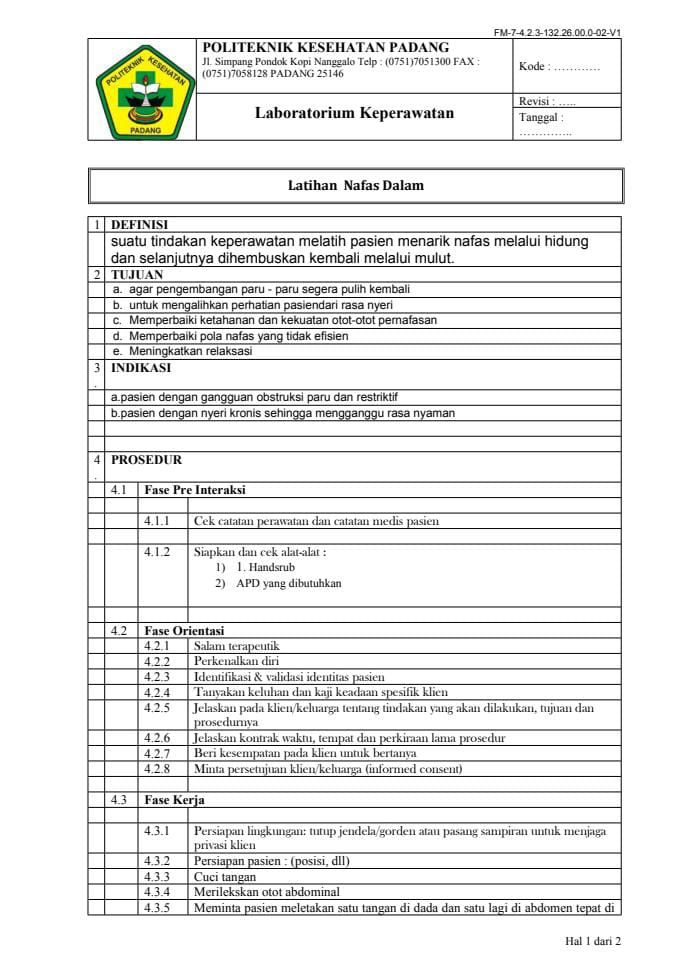 FM-7-4.2.3-132.26.00.0-02-V1
POLITEKNIK KESEHATAN
PADANG
POLITEKNIK KESEHATAN PADANG
Jl. Simpang Pondok Kopi Nanggalo Telp : (0751)7051300 FAX :
(0751)7058128 PADANG 25146
Kode : …………
Laboratorium Keperawatan
Revisi : …..
Tanggal :
…………..
Latihan Nafas Dalam
1 DEFINISI
suatu tindakan keperawatan melatih pasien menarik nafas melalui hidung
dan selanjutnya dihembuskan kembali melalui mulut.
2 TUJUAN
a. agar pengembangan paru - paru segera pulih kembali
b. untuk mengalihkan perhatian pasiendari rasa nyeri
c. Memperbaiki ketahanan dan kekuatan otot-otot pernafasan
d. Memperbaiki pola nafas yang tidak efisien
e. Meningkatkan relaksasi
3 INDIKASI
.
a.pasien dengan gangguan obstruksi paru dan restriktif
b.pasien dengan nyeri kronis sehingga mengganggu rasa nyaman
4 PROSEDUR
.
4.1 Fase Pre Interaksi
4.1.1 Cek catatan perawatan dan catatan medis pasien
4.1.2 Siapkan dan cek alat-alat :
1) 1. Handsrub
2) APD yang dibutuhkan
4.2 Fase Orientasi
4.2.1 Salam terapeutik
4.2.2 Perkenalkan diri
4.2.3 Identifikasi & validasi identitas pasien
4.2.4 Tanyakan keluhan dan kaji keadaan spesifik klien
4.2.5 Jelaskan pada klien/keluarga tentang tindakan yang akan dilakukan, tujuan dan
prosedurnya
4.2.6 Jelaskan kontrak waktu, tempat dan perkiraan lama prosedur
4.2.7 Beri kesempatan pada klien untuk bertanya
4.2.8 Minta persetujuan klien/keluarga (informed consent)
4.3 Fase Kerja
4.3.1 Persiapan lingkungan: tutup jendela/gorden atau pasang sampiran untuk menjaga
privasi klien
4.3.2 Persiapan pasien : (posisi, dll)
4.3.3 Cuci tangan
4.3.4 Merilekskan otot abdominal
4.3.5 Meminta pasien meletakan satu tangan di dada dan satu lagi di abdomen tepat di
Hal 1 dari 2